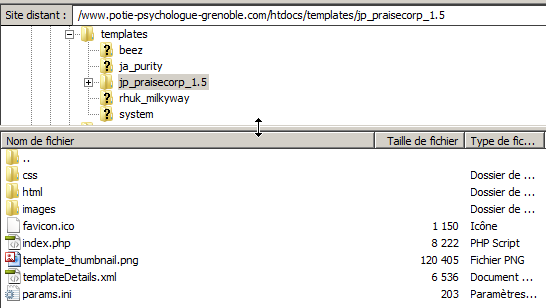 Site distant : /www.potie-psychologue-grenoble.com/htdocs/templates/jp_praisecorp_1.5
templates
beez
ja_purity
jp_praisecorp_1.5
rhuk_milkyway
system
Nom de fichier Taille de fichier Type de fic...
..
css Dossier de ...
html Dossier de ...
images Dossier de ...
favicon.ico 1 150 Icône
index.php 8 222 PHP Script
template_thumbnail.png 120 405 Fichier PNG
templateDetails.xml 6 536 Document ...
params.ini 203 Paramètres...